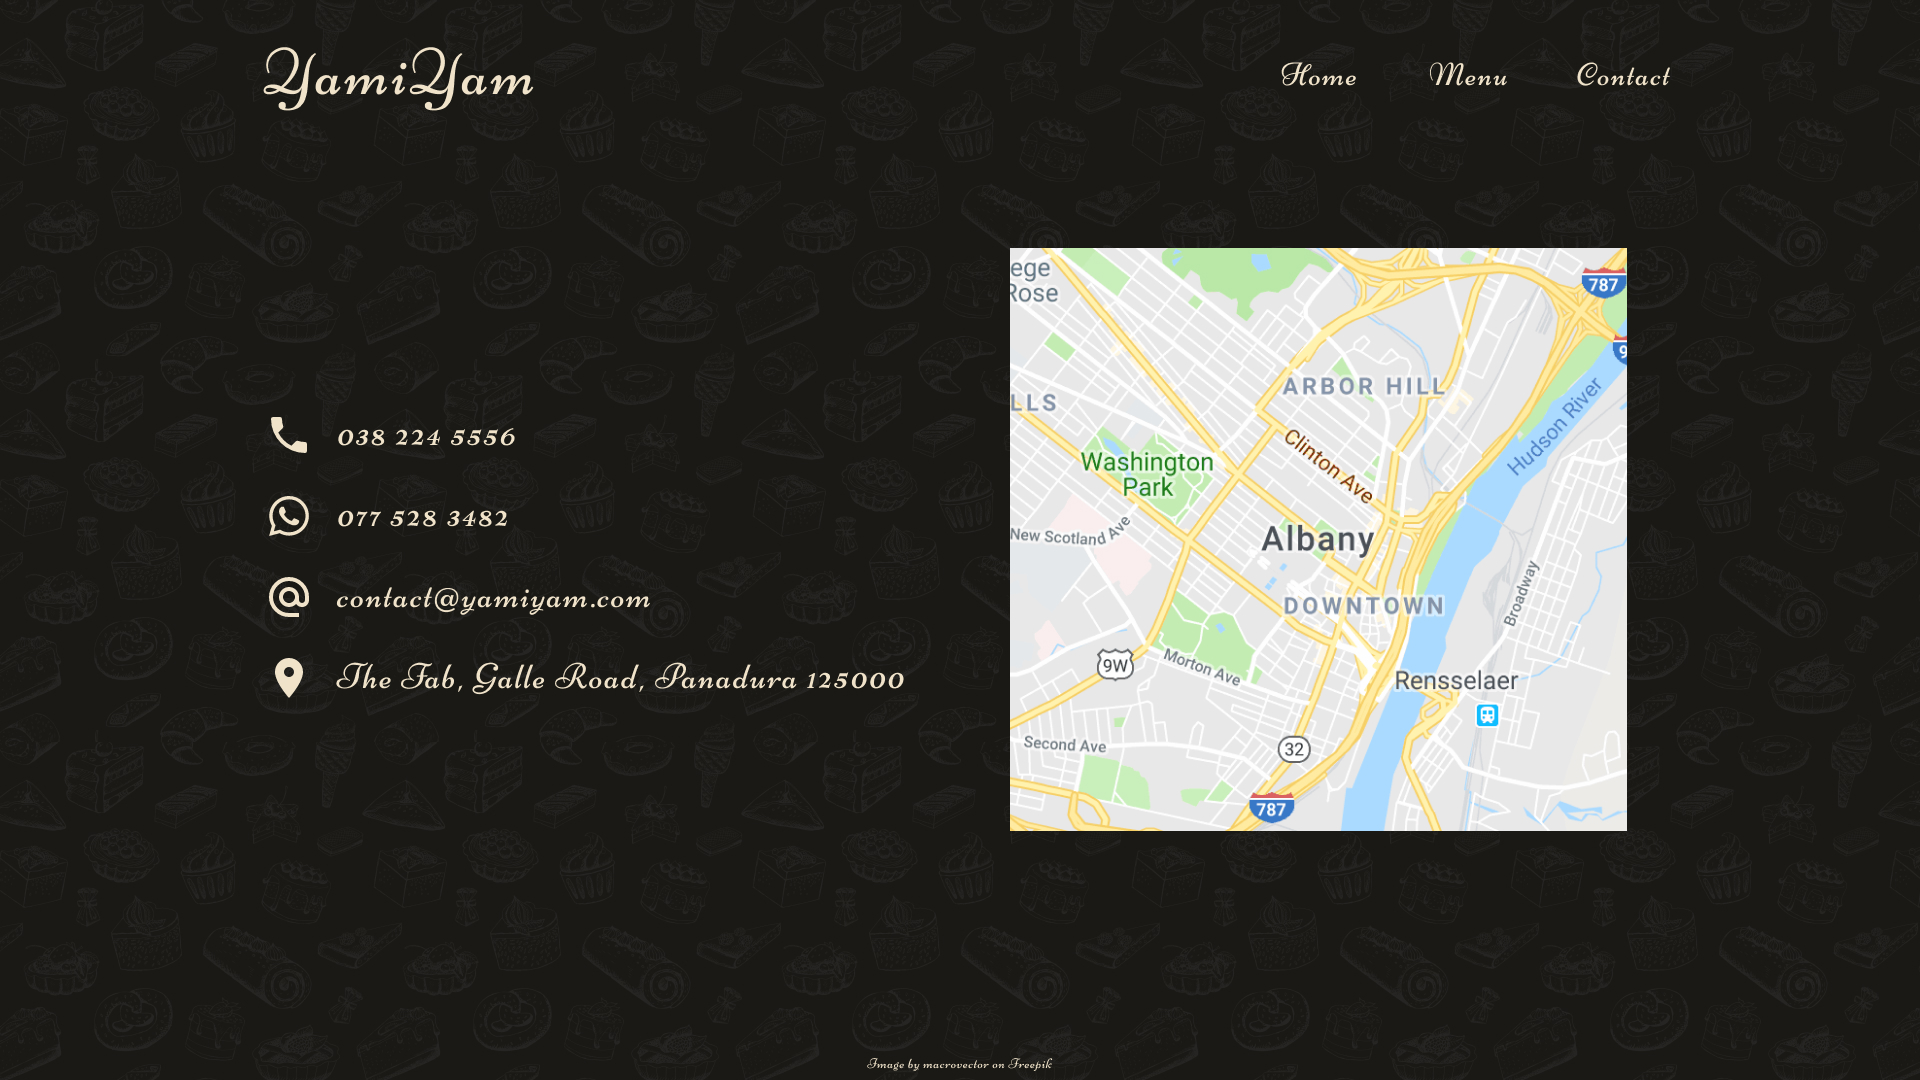 YamiYam
Home Menu Contact
038 224 5556
077 528 3482
contact@yamiyam.com
The Fab, Galle Road, Panadura 125000
ege
Rose
787
9
ARBOR HILL
LLS
Hudson River
Clinton Ave
Washington
Park
New Scotland Ave
Albany
Broadway
DOWNTOWN
9W
Morton Ave
Rensselaer
Second Ave
32
787
Image by macrovector on Freepik